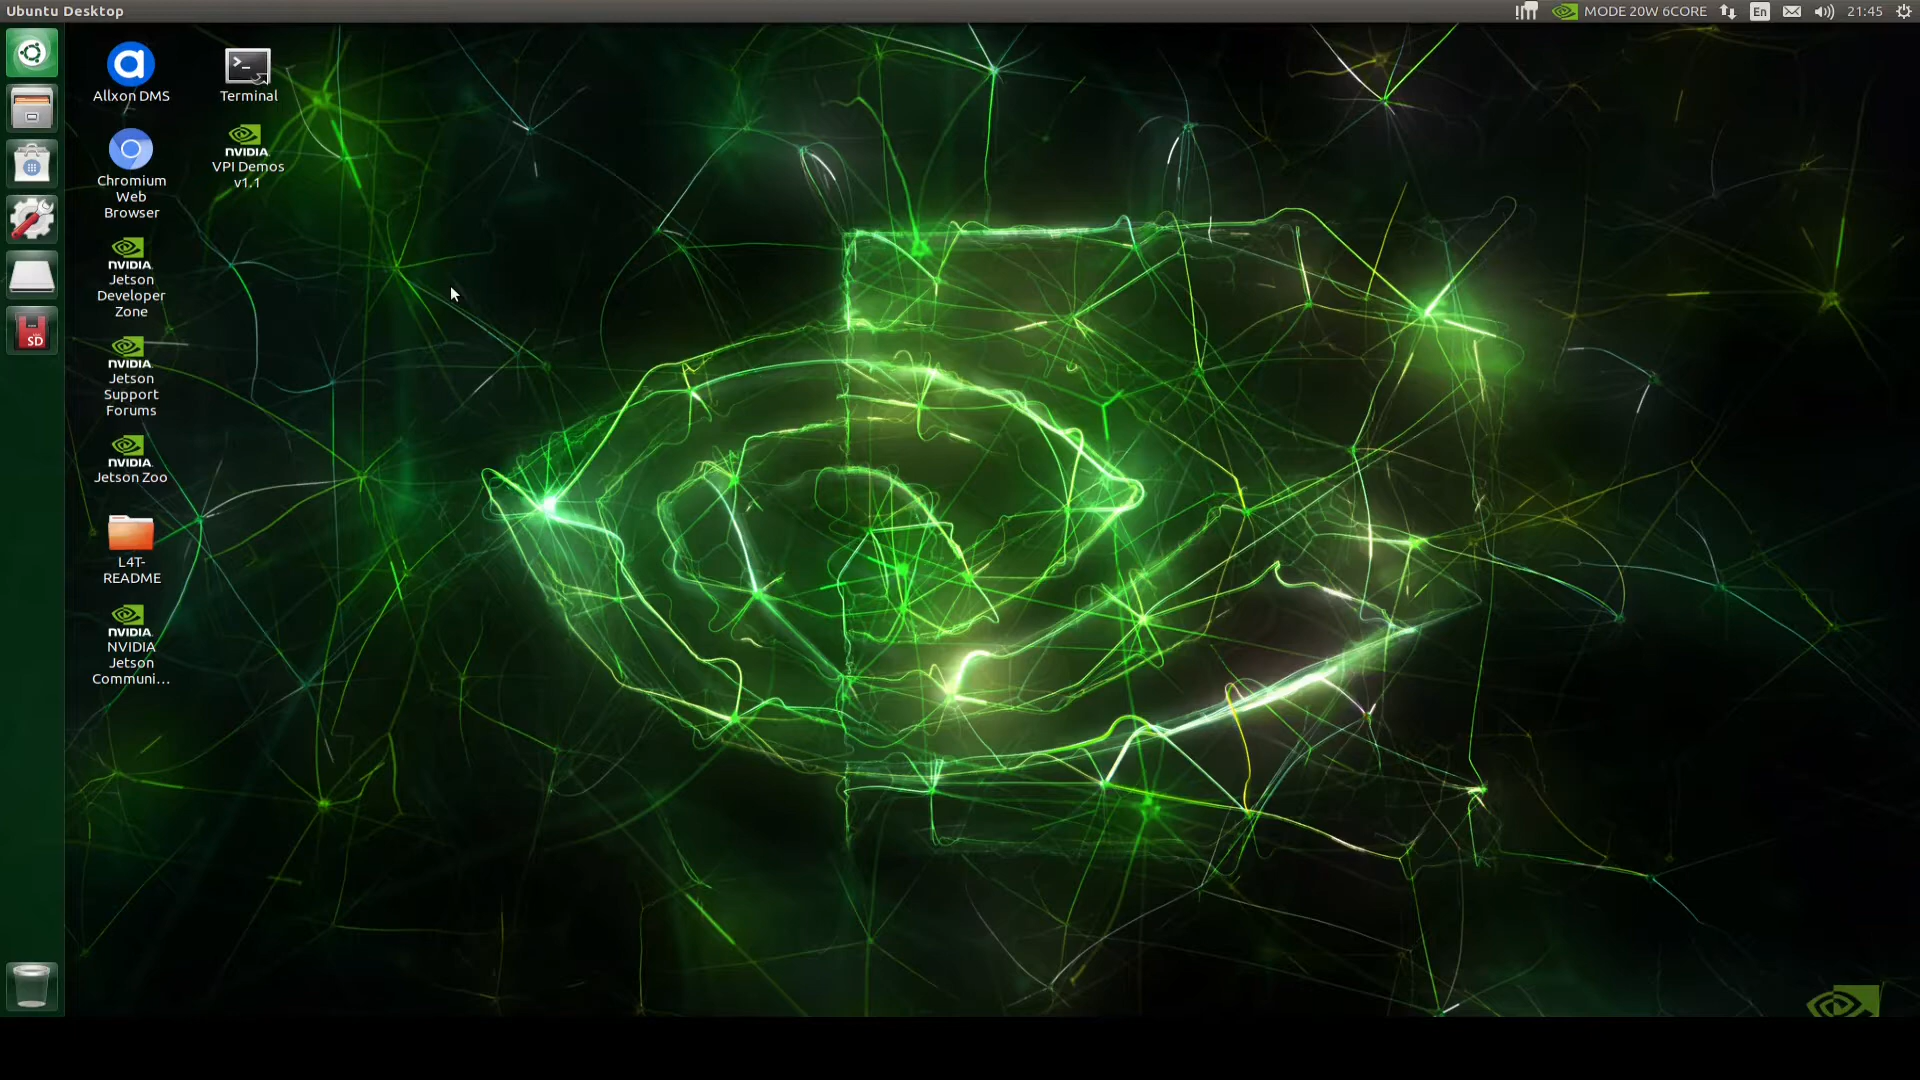 Ubuntu Desktop
MODE 20W 6CORE
En
21:45
Allxon DMS
Terminal
Chromium
Web
Browser
NVIDIA
VPI Demos
v1.1
NVIDIA.
Jetson
Developer
Zone
NVIDIA.
Jetson
Support
Forums
NVIDIA.
Jetson Zoo
L4T-
README
NVIDIA.
NVIDIA
Jetson
Communi...
SD